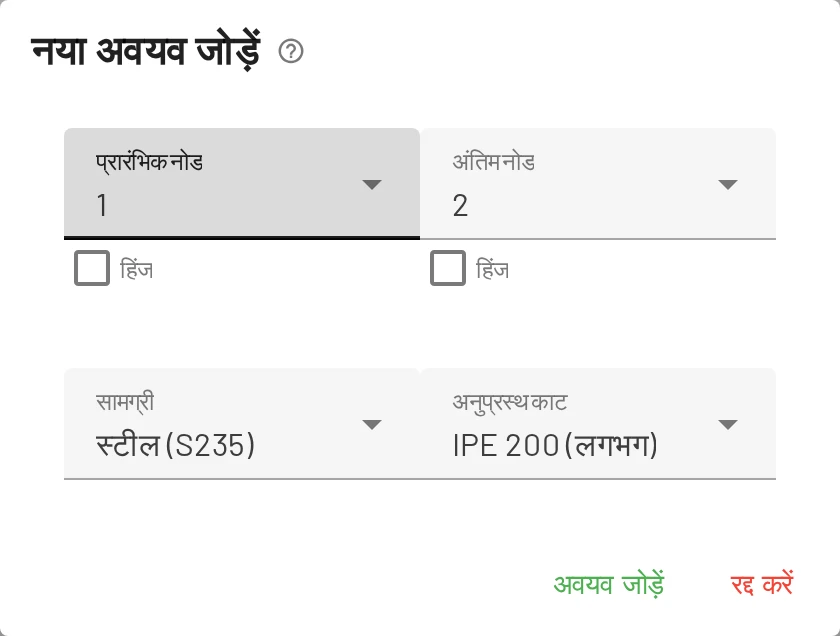 नया अवयव जोड़ें
प्रारंभिक नोड
अंतिम नोड
1
2
हिंज
हिंज
सामग्री
अनुप्रस्थ काट
स्टील (S235)
IPE 200 (लगभग)
अवयव जोड़ें
रद्द करें